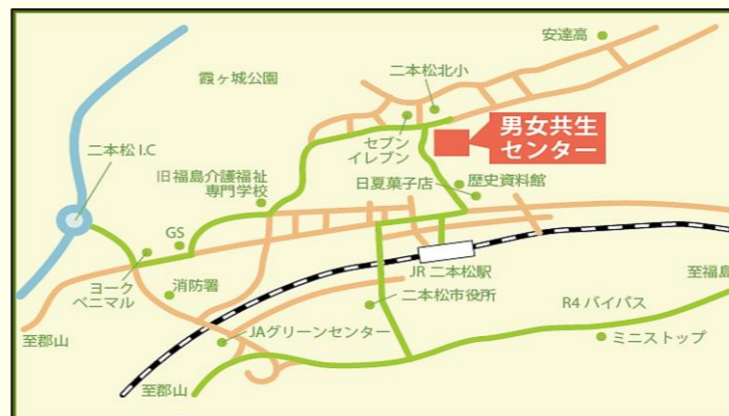 安達高
二本松北小
霞ヶ城公園
男女共生
センター
セブン
イレブン
二本松 I.C
旧福島介護福祉
専門学校
日夏菓子店
歴史資料館
GS
JR 二本松駅
至福島
ヨーク
ベニマル
消防署
二本松市役所
R4 バイパス
至郡山
JAグリーンセンター
ミニストップ
至郡山